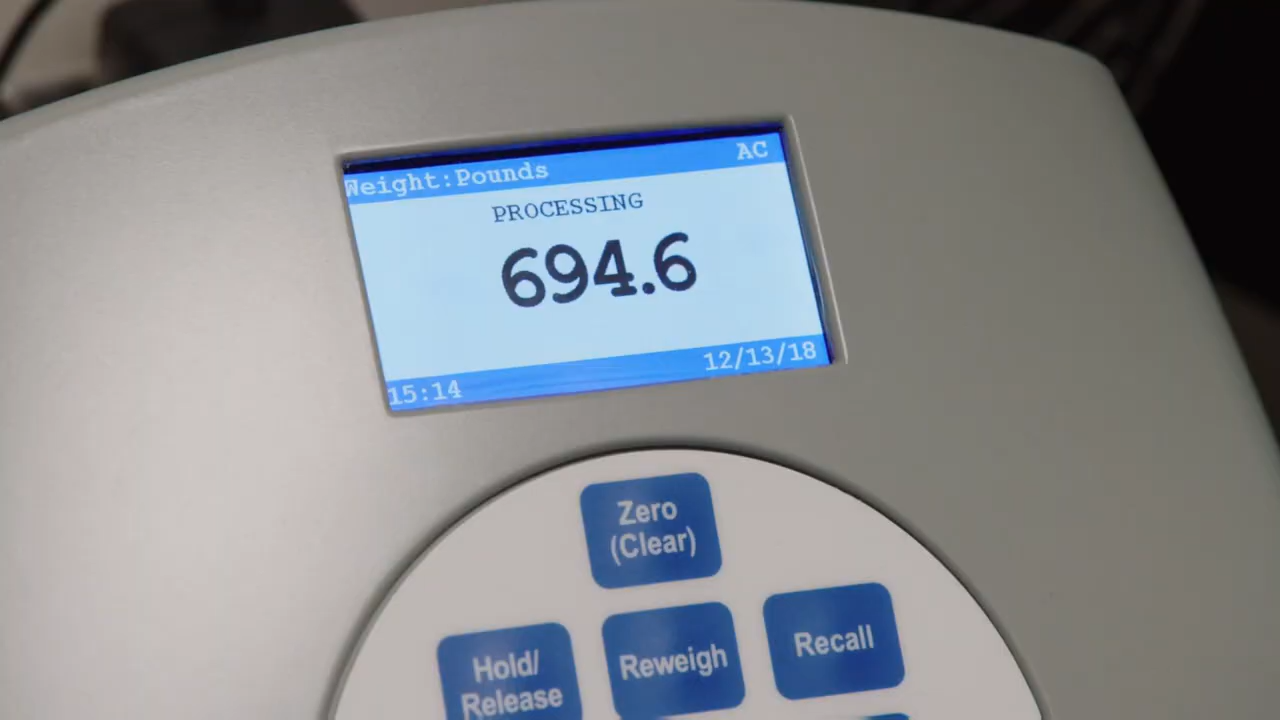 Weight:Pounds AC
PROCESSING
694.6
15:14 12/13/18
Zero
(Clear)
Hold/
Release
Reweigh
Recall